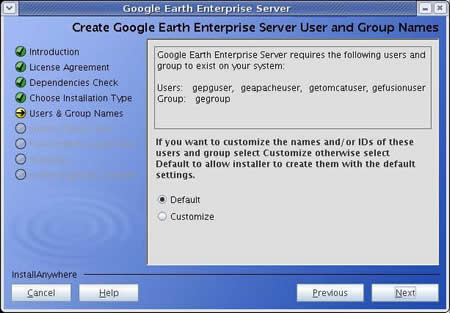 Google Earth Enterprise Server
Create Google Earth Enterprise Server User and Group Names
Introduction
License Agreement
Dependencies Check
Choose Installation Type
Users & Group Names
Google Earth Enterprise Server requires the following users and
group to exist on your system:
Users: gepguser, geapacheuser, getomcatuser, gefusionuser
Group: gegroup
If you want to customize the names and/or IDs of these
users and group select Customize otherwise select
Default to allow installer to create them with the default
settings.
Default
Customize
InstallAnywhere
Cancel
Help
Previous
Next